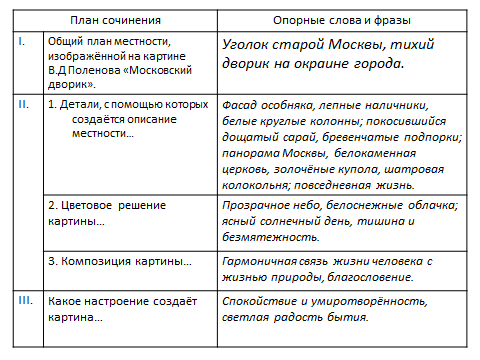 План сочинения
Опорные слова и фразы
I.
Общий план местности,
изображённой на картине
В.Д Поленова «Московский
дворик».
Уголок старой Москвы, тихий
дворик на окраине города.
II.
1. Детали, с помощью которых
создаётся описание
местности…
Фасад особняка, лепные наличники,
белые круглые колонны; покосившийся
дощатый сарай, бревенчатые подпорки;
панорама Москвы, белокаменная
церковь, золочёные купола, шатровая
колокольня; повседневная жизнь.
2. Цветовое решение
картины…
Прозрачное небо, белоснежные облачка;
ясный солнечный день, тишина и
безмятежность.
3. Композиция картины…
Гармоничная связь жизни человека с
жизнью природы, благословение.
III.
Какое настроение создаёт
картина…
Спокойствие и умиротворённость,
светлая радость бытия.